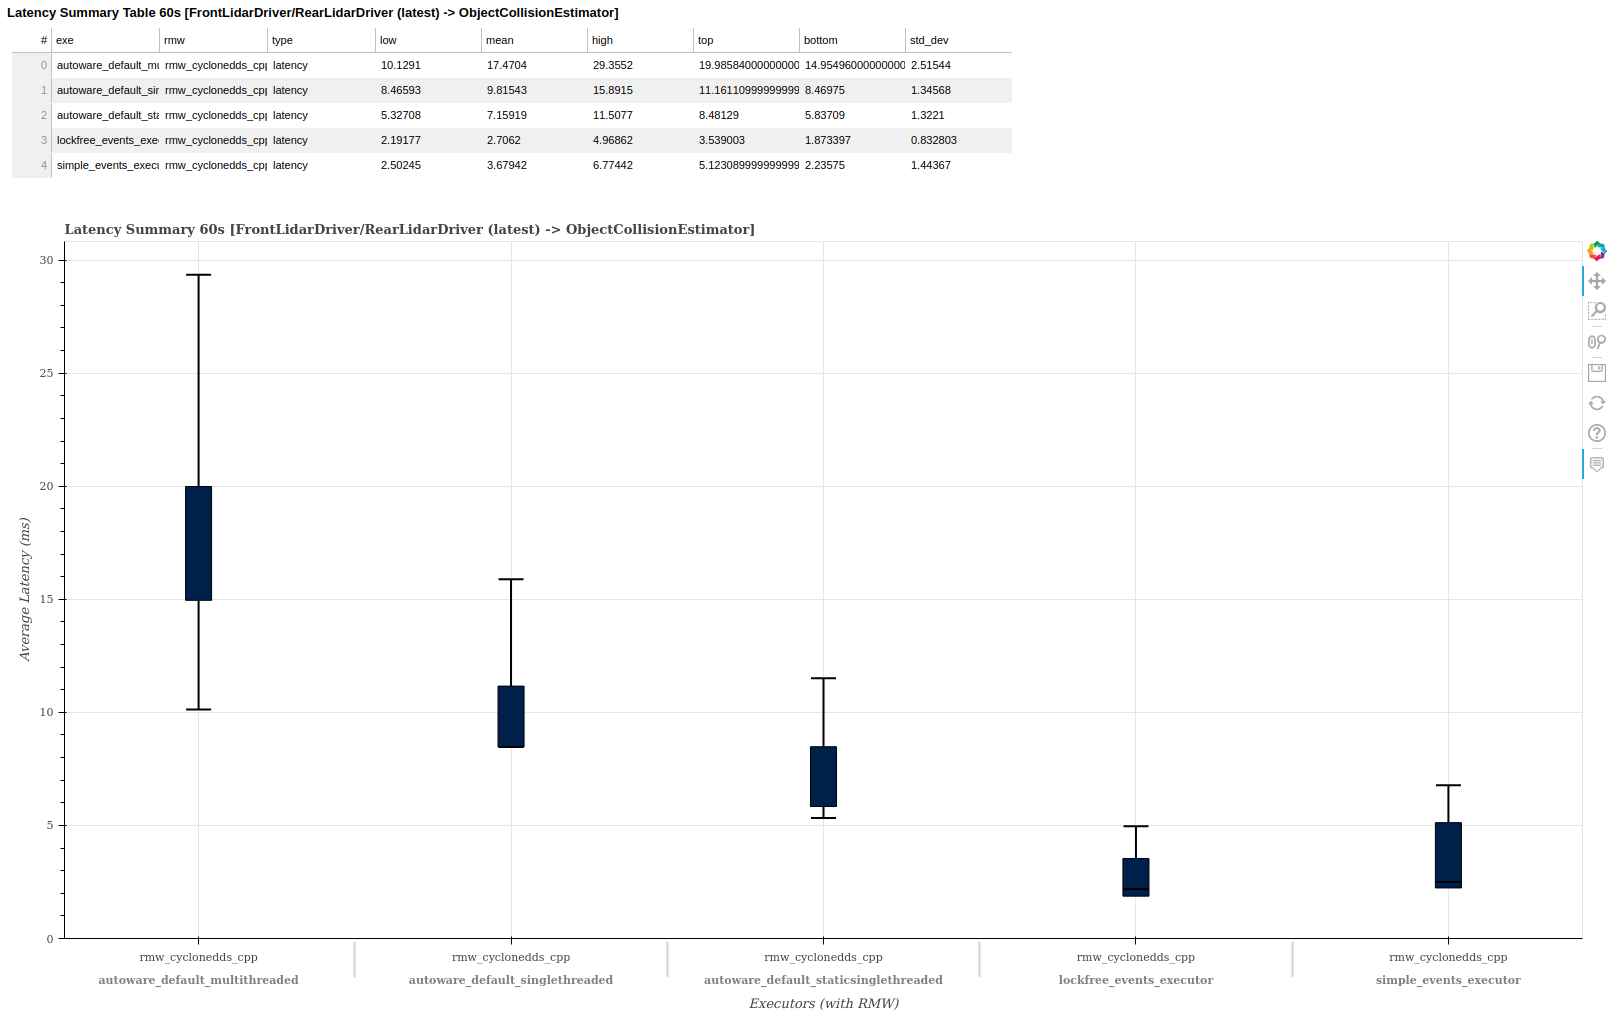 Latency Summary Table 60s [FrontLidarDriver/RearLidarDriver (latest) -> ObjectCollisionEstimator]
# exe rmw type low mean high top bottom std_dev
0 autoware_default_mu rmw_cyclonedds_cpp latency 10.1291 17.4704 29.3552 19.98584000000000 14.95496000000000 2.51544
1 autoware_default_sin rmw_cyclonedds_cpp latency 8.46593 9.81543 15.8915 11.16110999999999 8.46975 1.34568
2 autoware_default_sta rmw_cyclonedds_cpp latency 5.32708 7.15919 11.5077 8.48129 5.83709 1.3221
3 lockfree_events_exe rmw_cyclonedds_cpp latency 2.19177 2.7062 4.96862 3.539003 1.873397 0.832803
4 simple_events_execu rmw_cyclonedds_cpp latency 2.50245 3.67942 6.77442 5.123089999999999 2.23575 1.44367
Latency Summary 60s [FrontLidarDriver/RearLidarDriver (latest) -> ObjectCollisionEstimator]
30
25
20
15
10
5
0
Average Latency (ms)
rmw_cyclonedds_cpp rmw_cyclonedds_cpp rmw_cyclonedds_cpp rmw_cyclonedds_cpp rmw_cyclonedds_cpp
autoware_default_multithreaded autoware_default_singlethreaded autoware_default_staticsinglethreaded lockfree_events_executor simple_events_executor
Executors (with RMW)